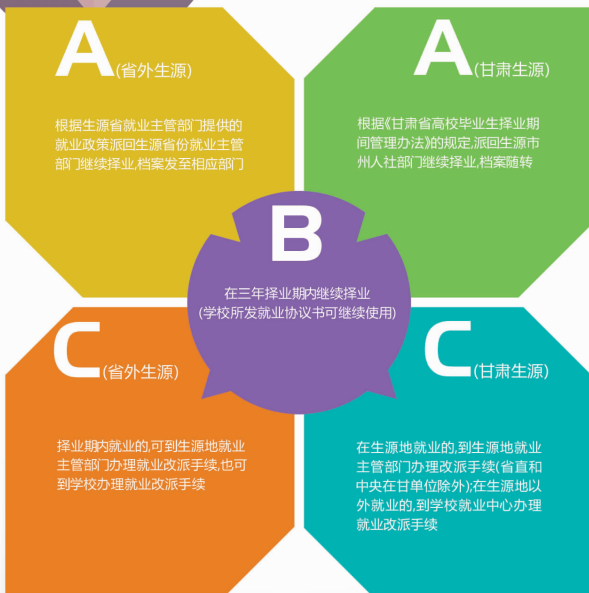 A(省外生源)
根据生源省就业主管部门提供的
就业政策派回生源省份就业主管
部门继续择业,档案发至相应部门
A(甘肃生源)
根据《甘肃省高校毕业生择业期
间管理办法》的规定,派回生源市
州人社部门继续择业,档案随转
B
在三年择业期内继续择业
(学校所发就业协议书可继续使用)
C(省外生源)
择业期内就业的,可到生源地就业
主管部门办理就业改派手续,也可
到学校办理就业改派手续
C(甘肃生源)
在生源地就业的,到生源地就业
主管部门办理改派手续(省直和
中央在甘单位除外);在生源地以
外就业的,到学校就业中心办理
就业改派手续